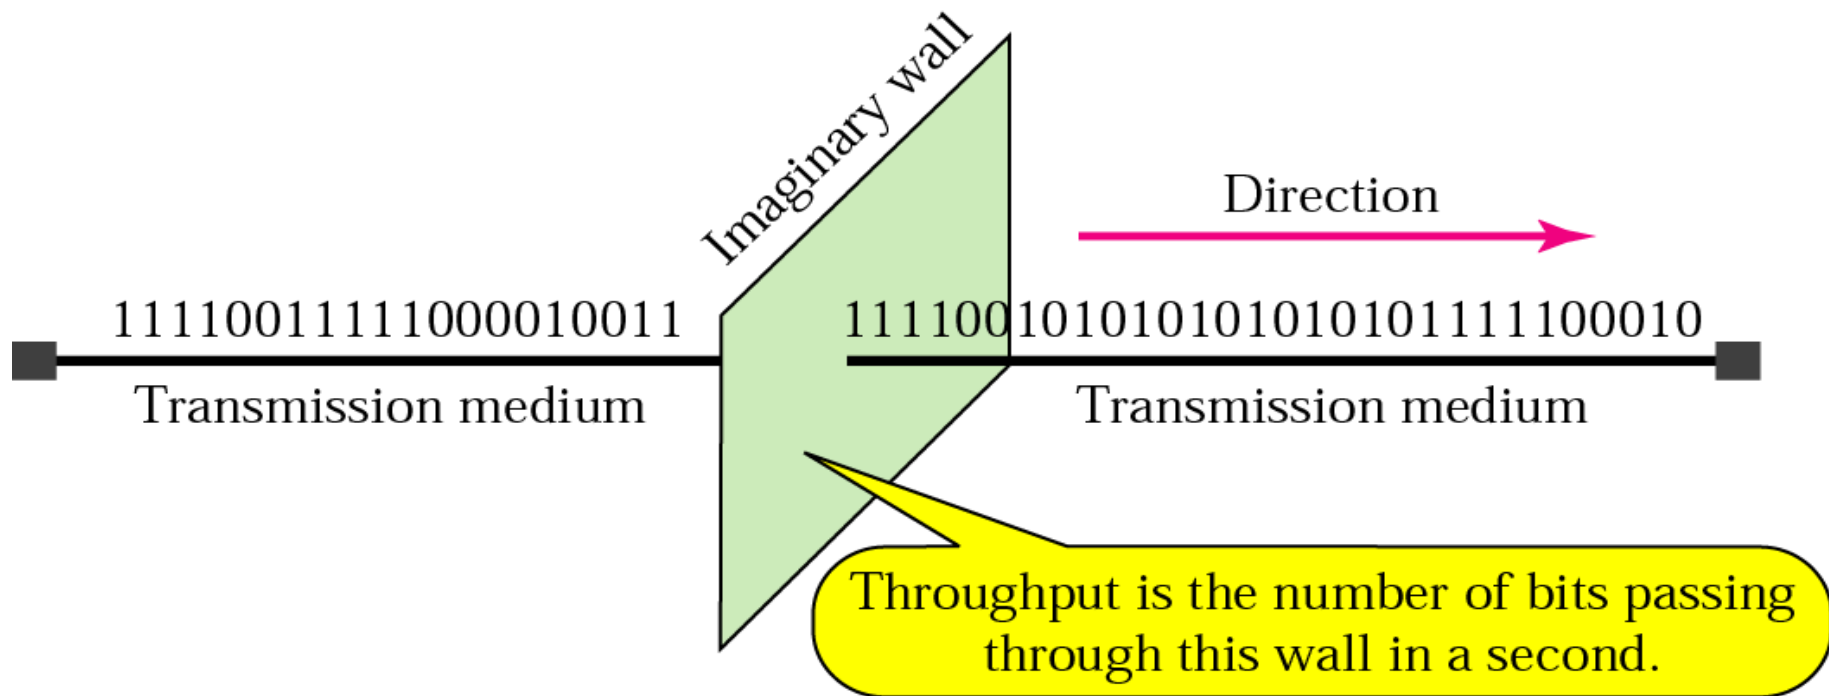 Imaginary wall
Direction
11110011111000010011
111100101010101010101111100010
Transmission medium
Transmission medium
Throughput is the number of bits passing
through this wall in a second.